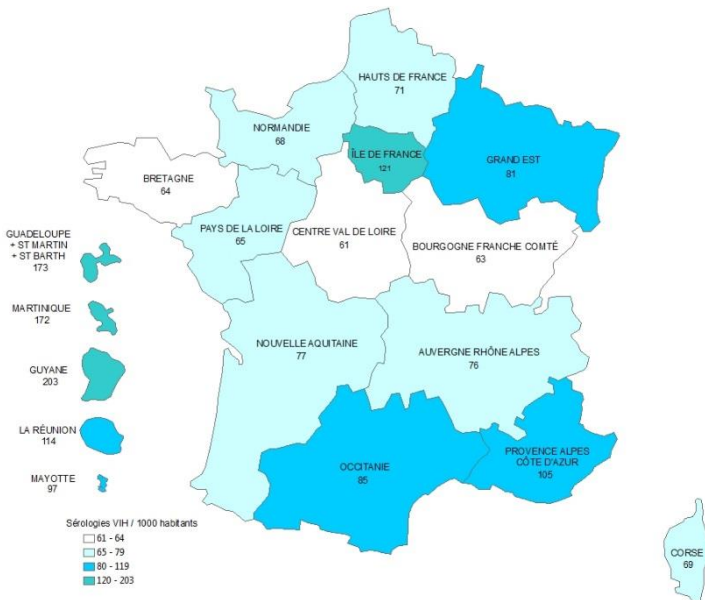 HAUTS DE FRANCE
71
NORMANDIE
68
ÎLE DE FRANCE
121
GRAND EST
81
BRETAGNE
64
PAYS DE LA LOIRE
65
CENTRE VAL DE LOIRE
61
BOURGOGNE FRANCHE COMTÉ
63
GUADELOUPE
+ ST MARTIN
+ ST BARTH
173
MARTINIQUE
172
GUYANE
203
LA RÉUNION
114
MAYOTTE
97
NOUVELLE AQUITAINE
77
AUVERGNE RHÔNE ALPES
76
OCCITANIE
85
PROVENCE ALPES
CÔTE D'AZUR
105
CORSE
69
Sérologies VIH / 1000 habitants
61 - 64
65 - 79
80 - 119
120 - 203